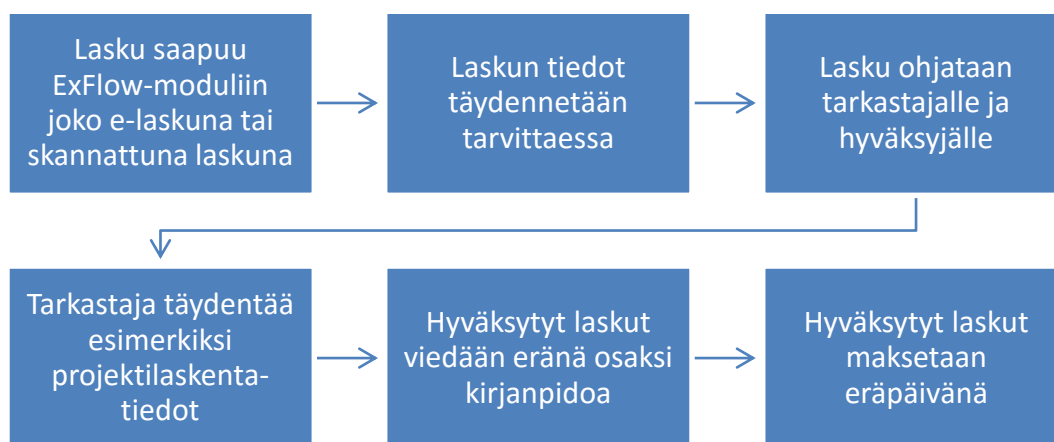 Lasku saapuu
ExFlow-moduliin
joko e-laskuna tai
skannattuna laskuna
Laskun tiedot
täydennetään
tarvittaessa
Lasku ohjataan
tarkastajalle ja
hyväksyjälle
Tarkastaja täydentää
esimerkiksi
projektilaskenta-
tiedot
Hyväksytyt laskut
viedään eränä osaksi
kirjanpidoa
Hyväksytyt laskut
maksetaan
eräpäivänä